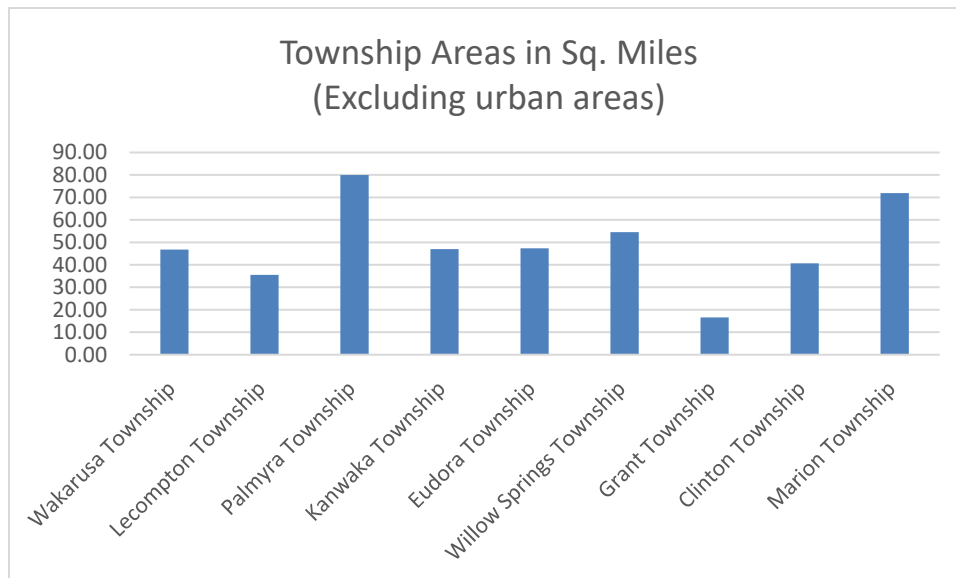 Township Areas in Sq. Miles
(Excluding urban areas)
90.00
80.00
70.00
60.00
50.00
40.00
30.00
20.00
10.00
0.00
Wakarusa Township
Lecompton Township
Palmyra Township
Kanwaka Township
Eudora Township
Willow Springs Township
Grant Township
Clinton Township
Marion Township